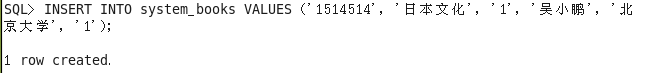 SQL> INSERT INTO system_books VALUES ('1514514', '日本文化', '1', '吴小鹏', '北
京大学', '1');
1 row created.